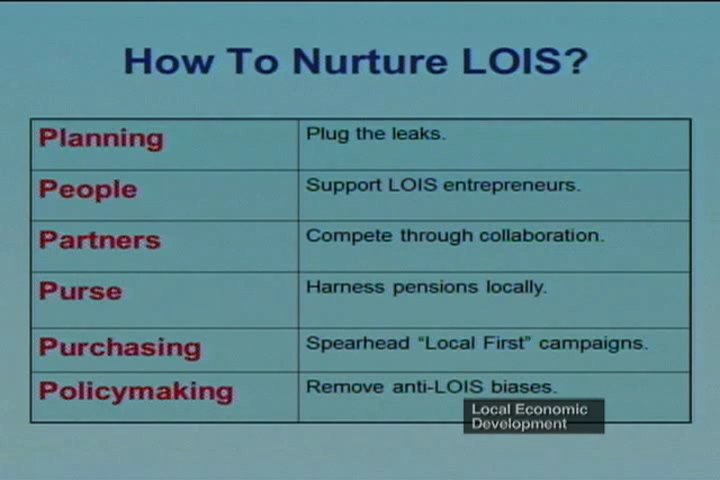 How To Nurture LOIS?
Planning
Plug the leaks.
People
Support LOIS entrepreneurs.
Partners
Compete through collaboration.
Purse
Harness pensions locally.
Purchasing
Spearhead “Local First” campaigns.
Policymaking
Remove anti-LOIS biases.
Local Economic
Development